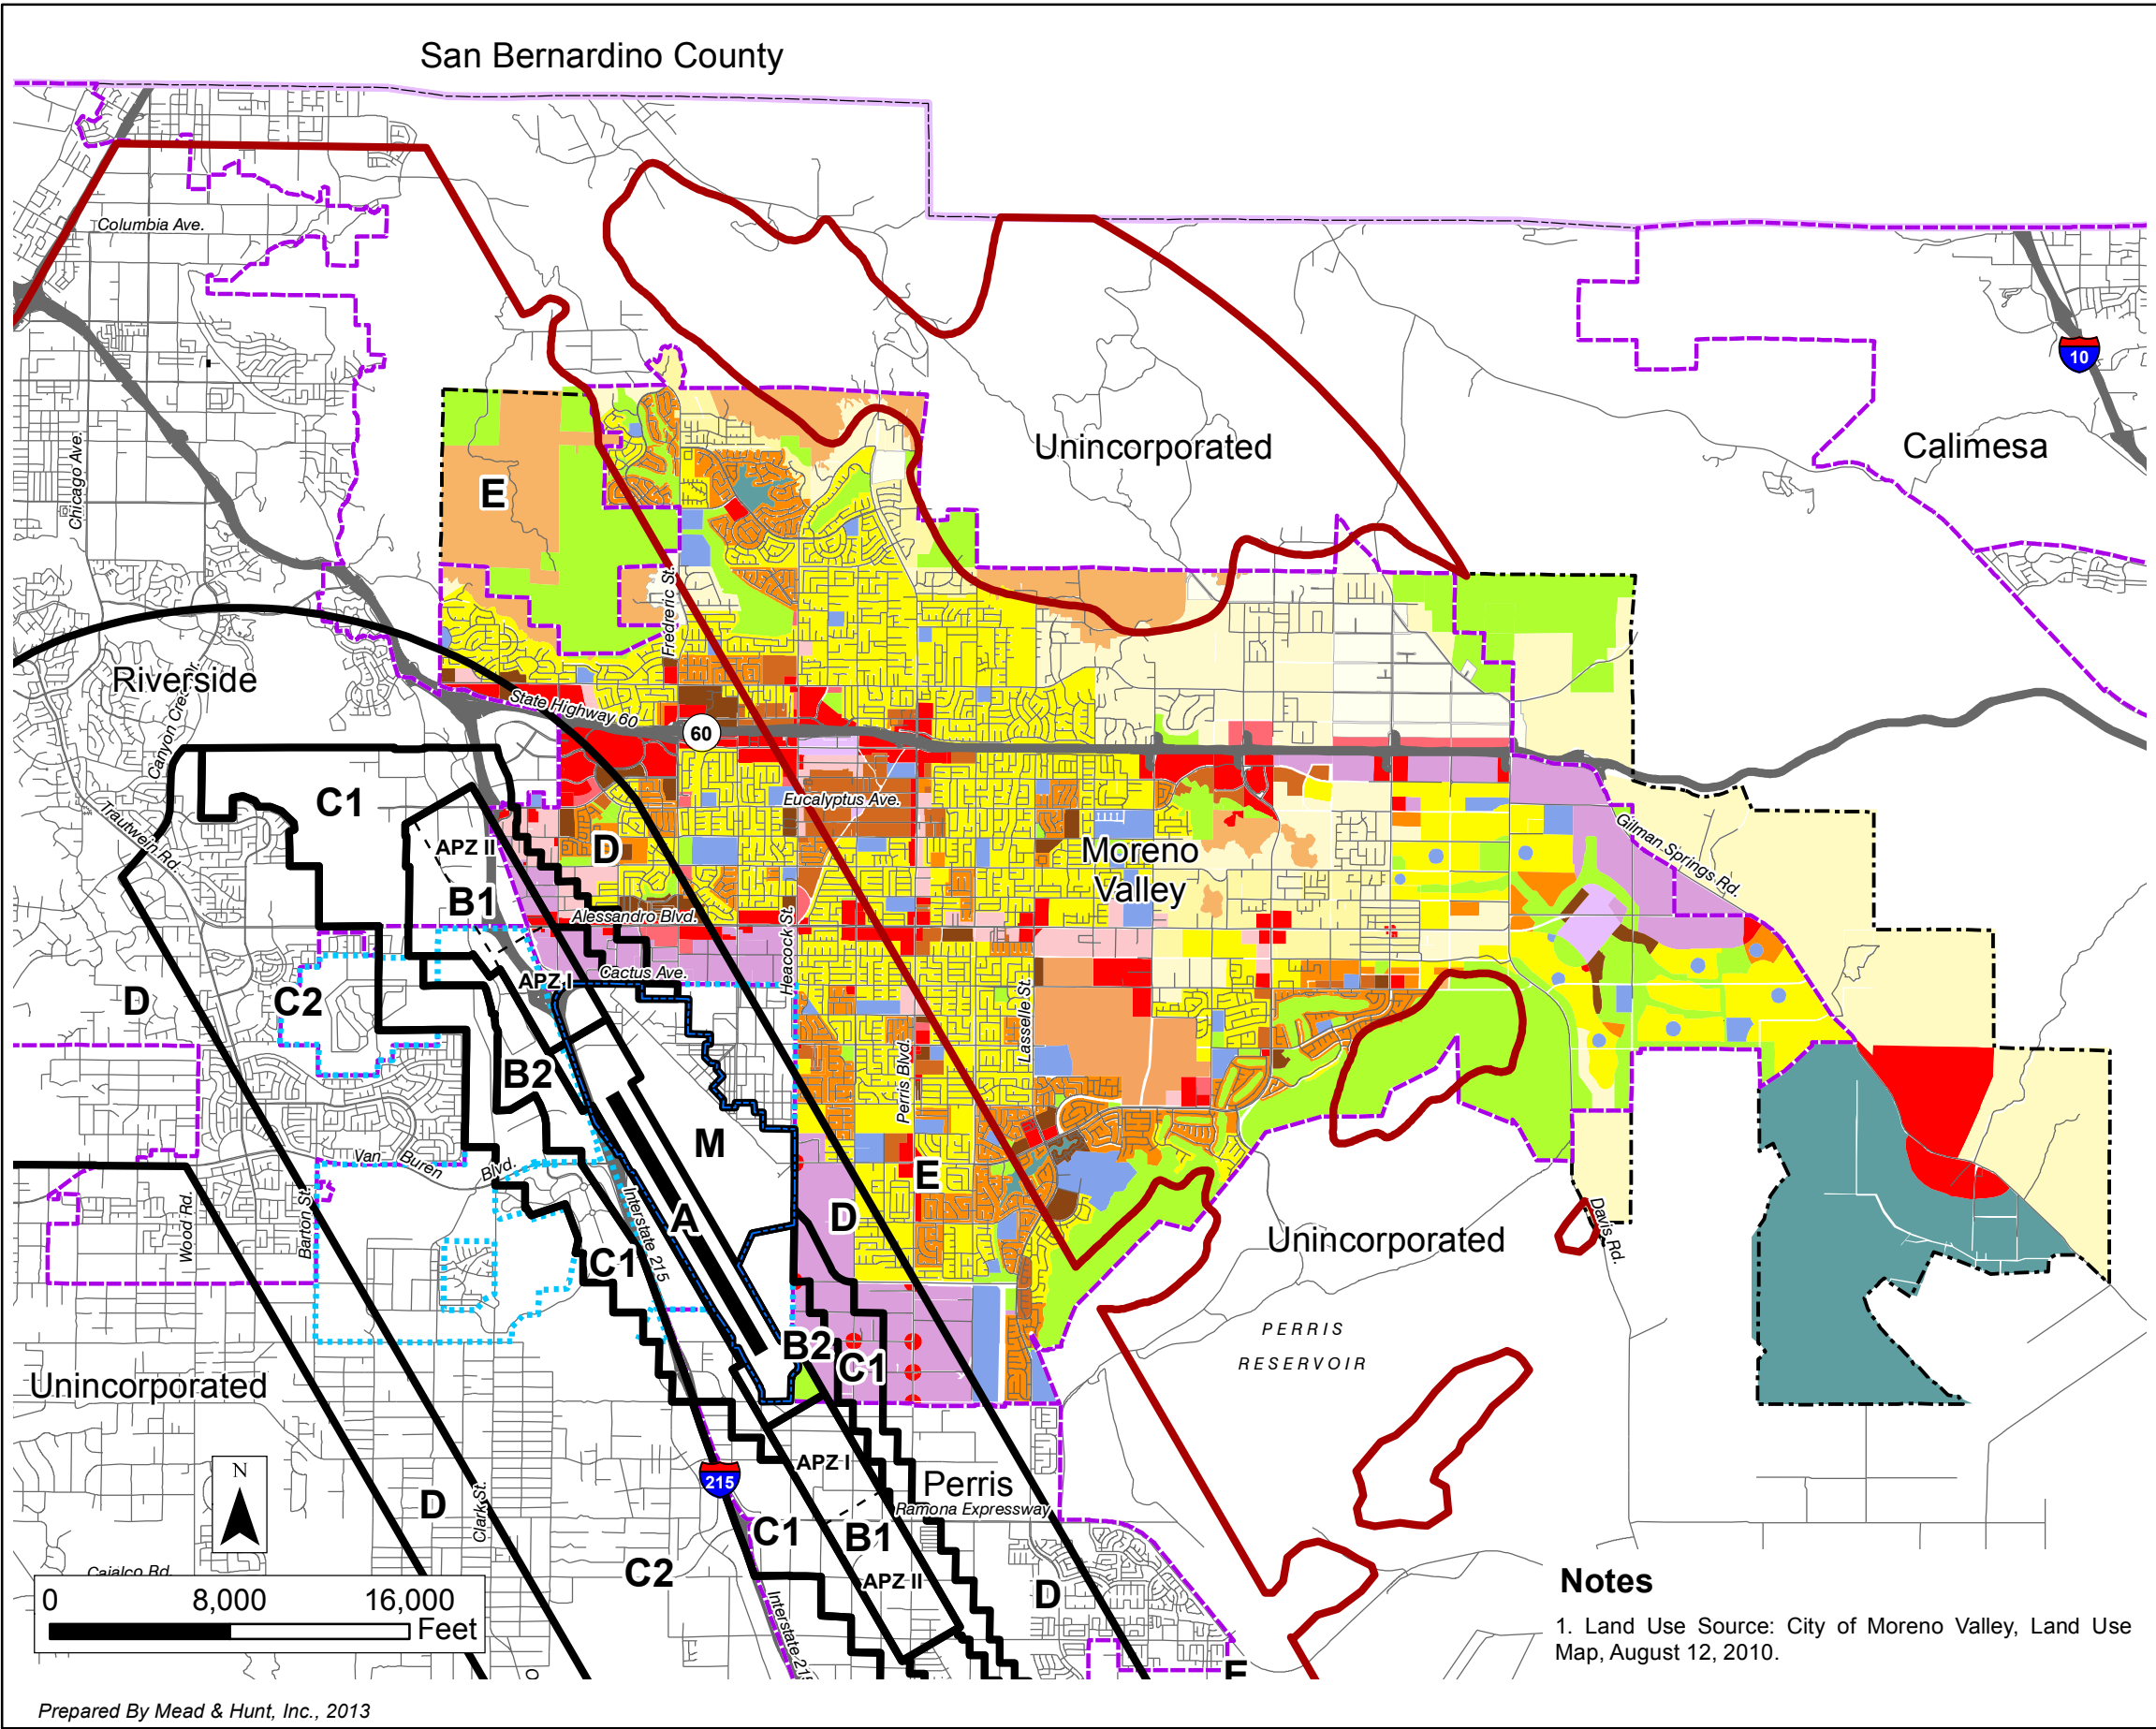 San Bernardino County
Columbia Ave.
10
Unincorporated
Calimesa
Chicago Ave.
E
Fredreric St.
Riverside
Canyon Crest Dr.
State Highway 60
60
C1
Trautwein Rd.
APZ II
D
Eucalyptus Ave.
Moreno
Valley
Gilman Springs Rd.
B1
Alessandro Blvd.
Heacock St.
Cactus Ave.
APZ I
D
C2
Lasselle St.
Perris Blvd.
B2
M
Van Buren Blvd.
E
Wood Rd.
Barton St.
Interstate 215
A
D
C1
Unincorporated
Davis Rd.
PERRIS
RESERVOIR
B2
C1
Unincorporated
N
215
APZ I
Perris
Ramona Expressway
D
Clark St.
C1
B1
C2
APZ II
D
Cajalco Rd.
Interstate 215
0 8,000 16,000
Feet
E
Notes
1. Land Use Source: City of Moreno Valley, Land Use
Map, August 12, 2010.
Prepared By Mead & Hunt, Inc., 2013